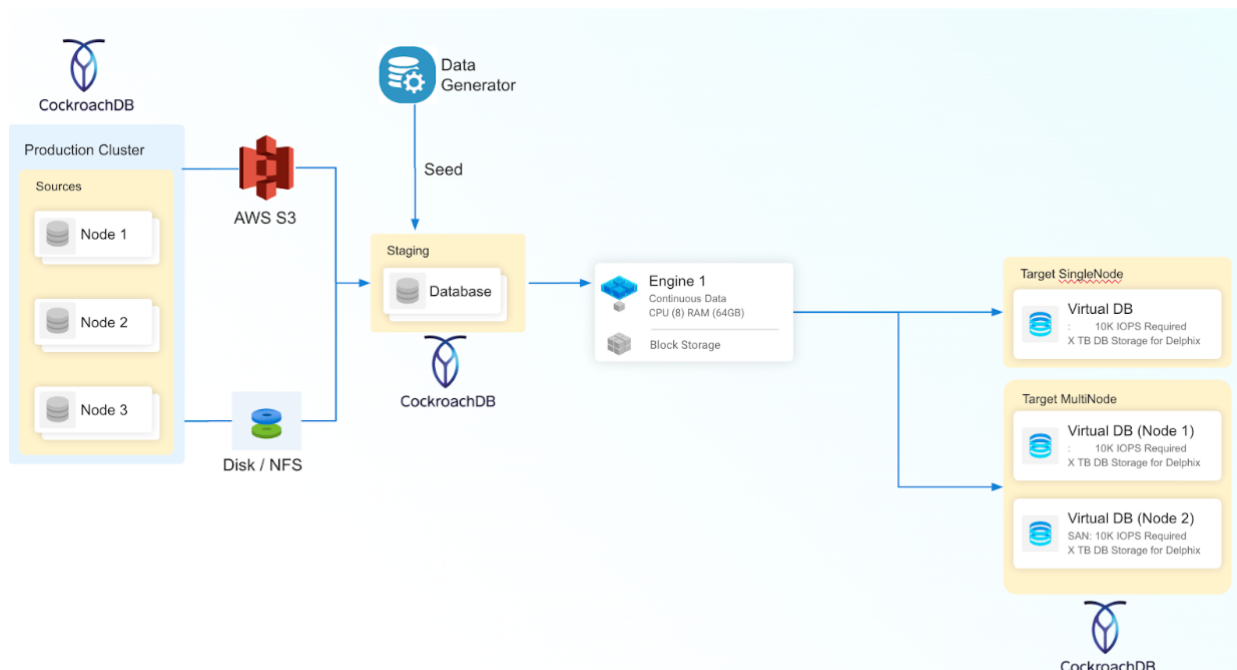 CockroachDB
Production Cluster
Sources
Node 1
Node 2
Node 3
AWS S3
Disk / NFS
Data
Generator
Seed
Staging
Database
CockroachDB
Engine 1
Continuous Data
CPU (8) RAM (64GB)
Block Storage
Target SingleNode
Virtual DB
: 10K IOPS Required
X TB DB Storage for Delphix
Target MultiNode
Virtual DB (Node 1)
: 10K IOPS Required
X TB DB Storage for Delphix
Virtual DB (Node 2)
SAN: 10K IOPS Required
X TB DB Storage for Delphix
CockroachDB